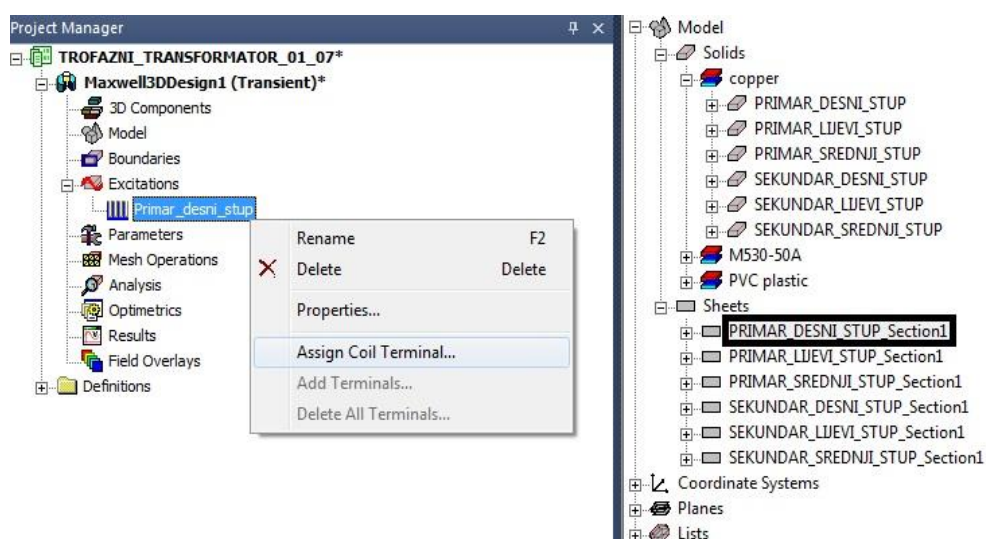 Project Manager
TROFAZNI_TRANSFORMATOR_01_07*
Maxwell3DDesign1 (Transient)*
3D Components
Model
Boundaries
Excitations
Primar_desni_stup
Parameters
Mesh Operations
Analysis
Optimetrics
Results
Field Overlays
Definitions
Rename F2
Delete Delete
Properties...
Assign Coil Terminal...
Add Terminals...
Delete All Terminals...
Model
Solids
copper
PRIMAR_DESNI_STUP
PRIMAR_LIJEVI_STUP
PRIMAR_SREDNJI_STUP
SEKUNDAR_DESNI_STUP
SEKUNDAR_LIJEVI_STUP
SEKUNDAR_SREDNJI_STUP
M530-50A
PVC plastic
Sheets
PRIMAR_DESNI_STUP_Section1
PRIMAR_LIJEVI_STUP_Section1
PRIMAR_SREDNJI_STUP_Section1
SEKUNDAR_DESNI_STUP_Section1
SEKUNDAR_LIJEVI_STUP_Section1
SEKUNDAR_SREDNJI_STUP_Section1
Coordinate Systems
Planes
Lists